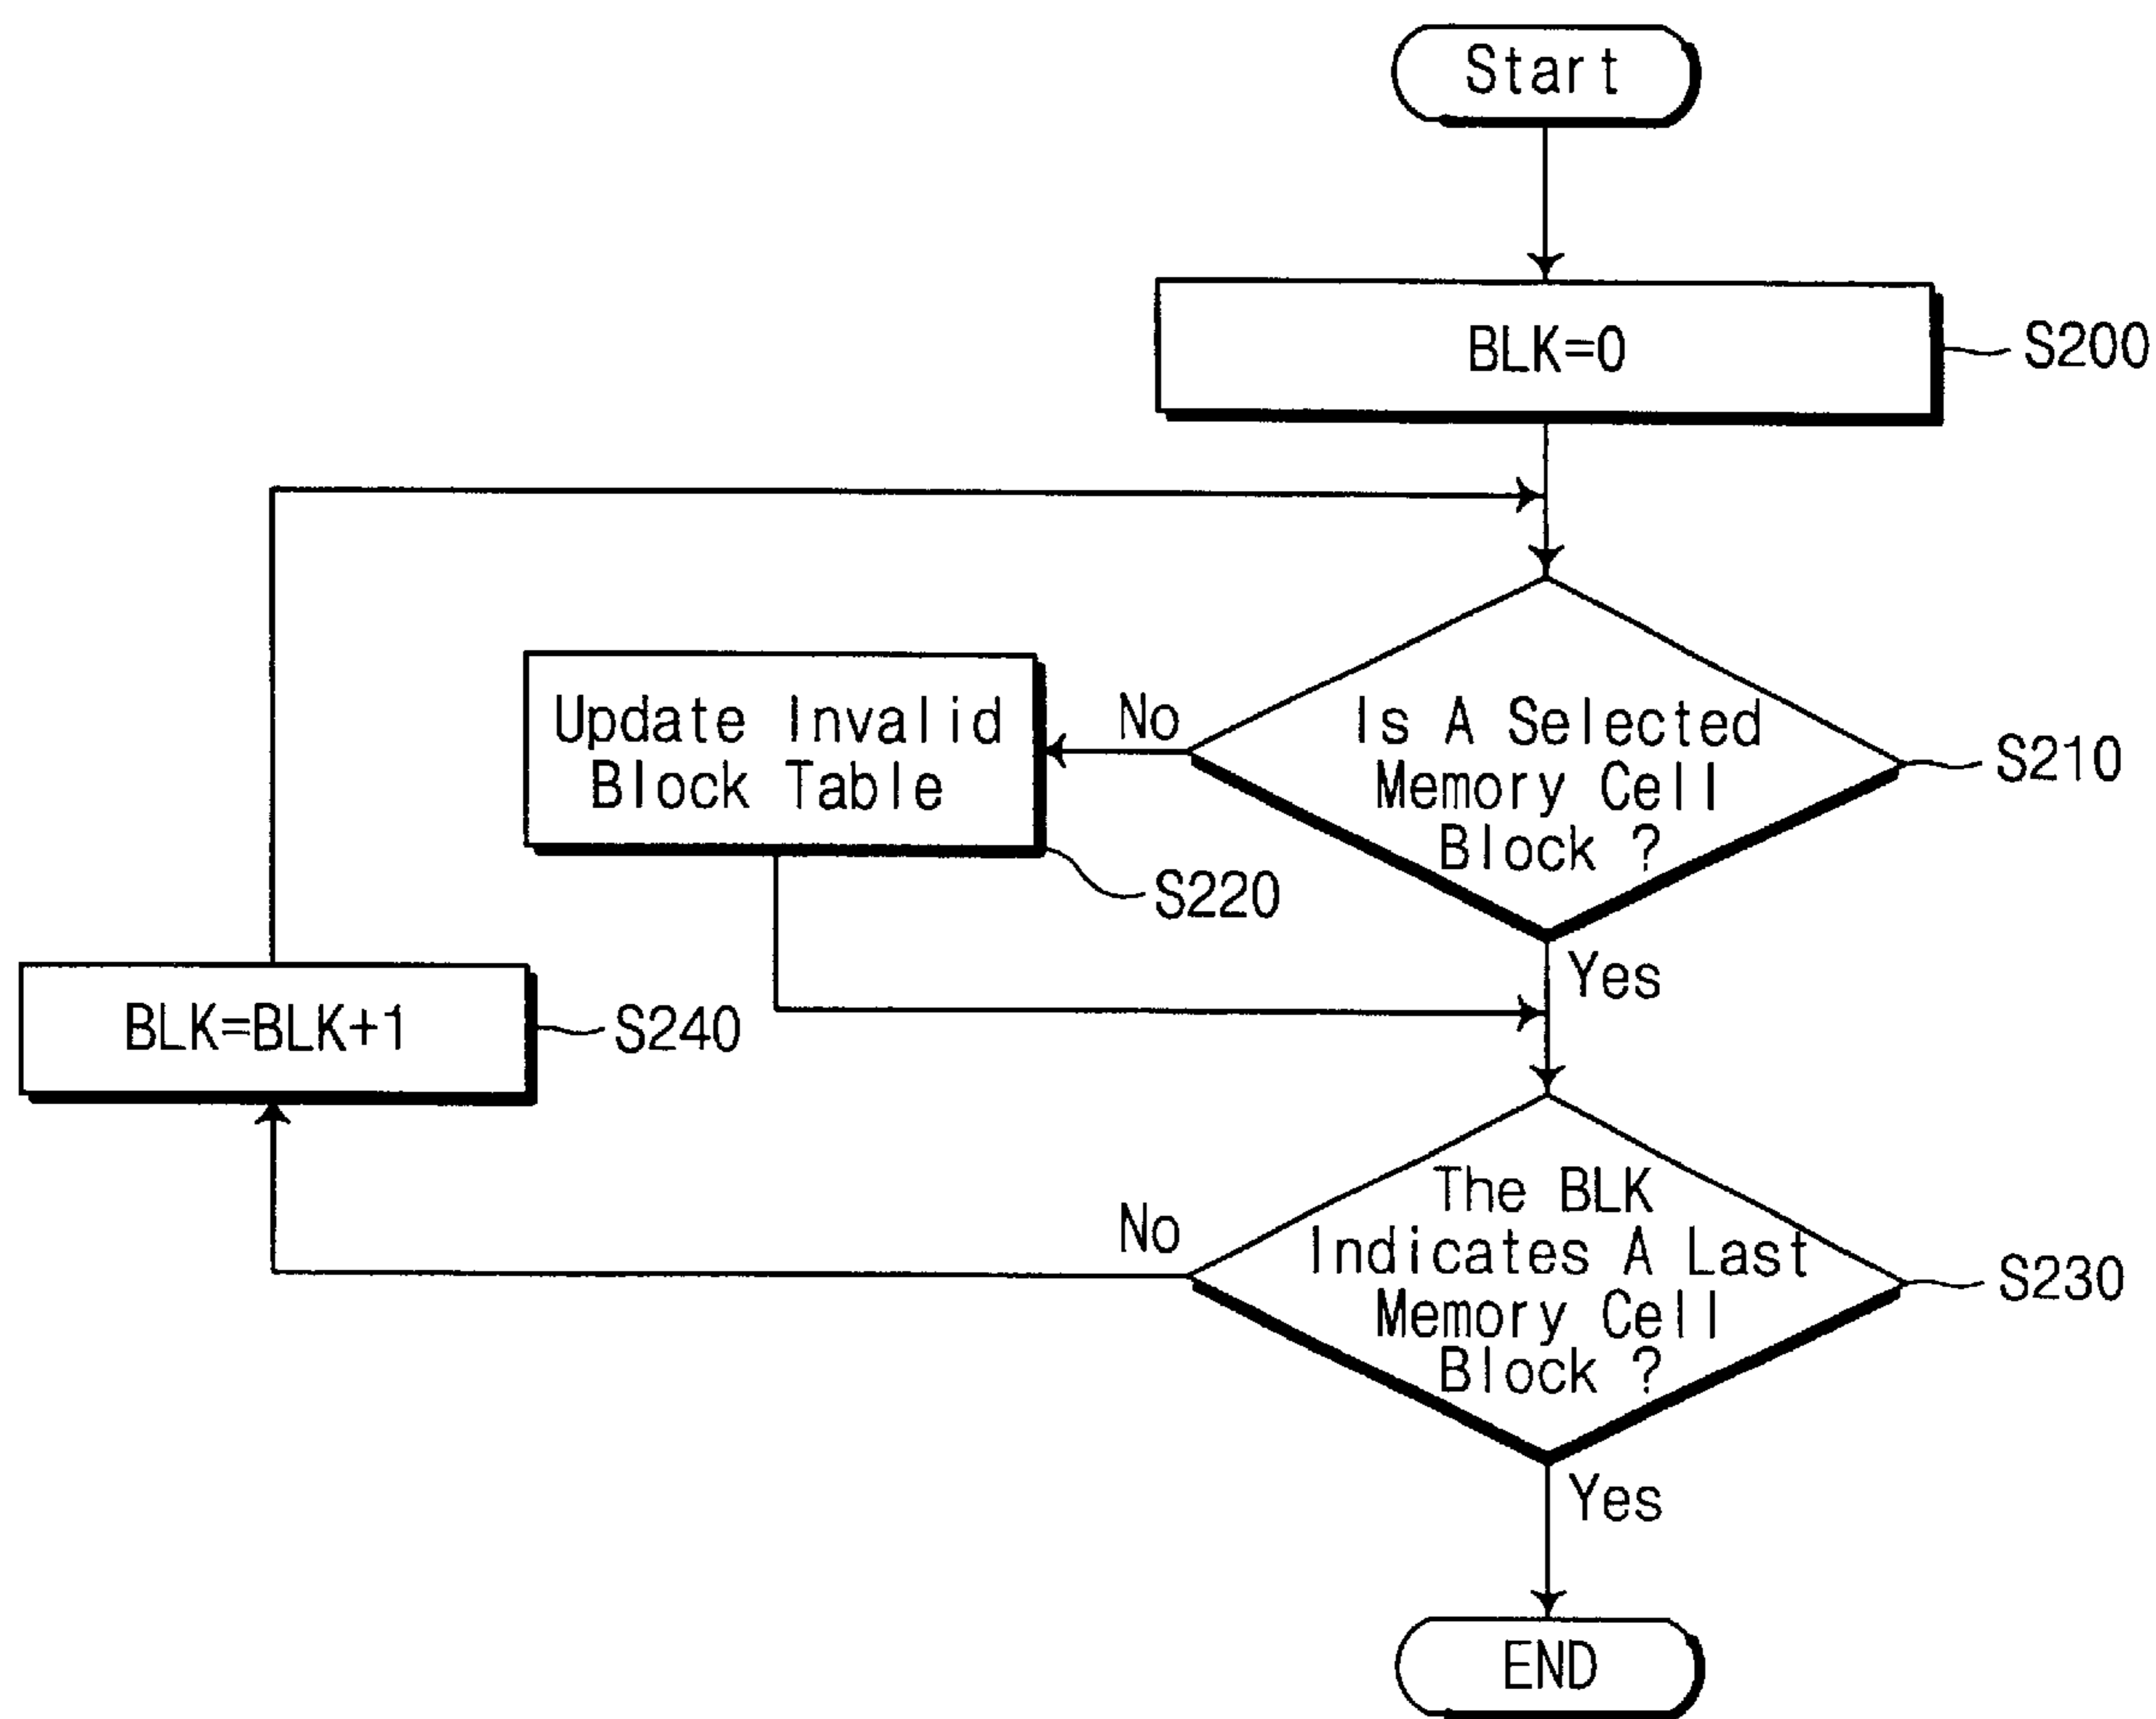 Start
BLK=0
S200
Is A Selected
Memory Cell
Block ?
S210
No
Update Invalid
Block Table
S220
Yes
BLK=BLK+1
S240
The BLK
Indicates A Last
Memory Cell
Block ?
S230
No
Yes
END